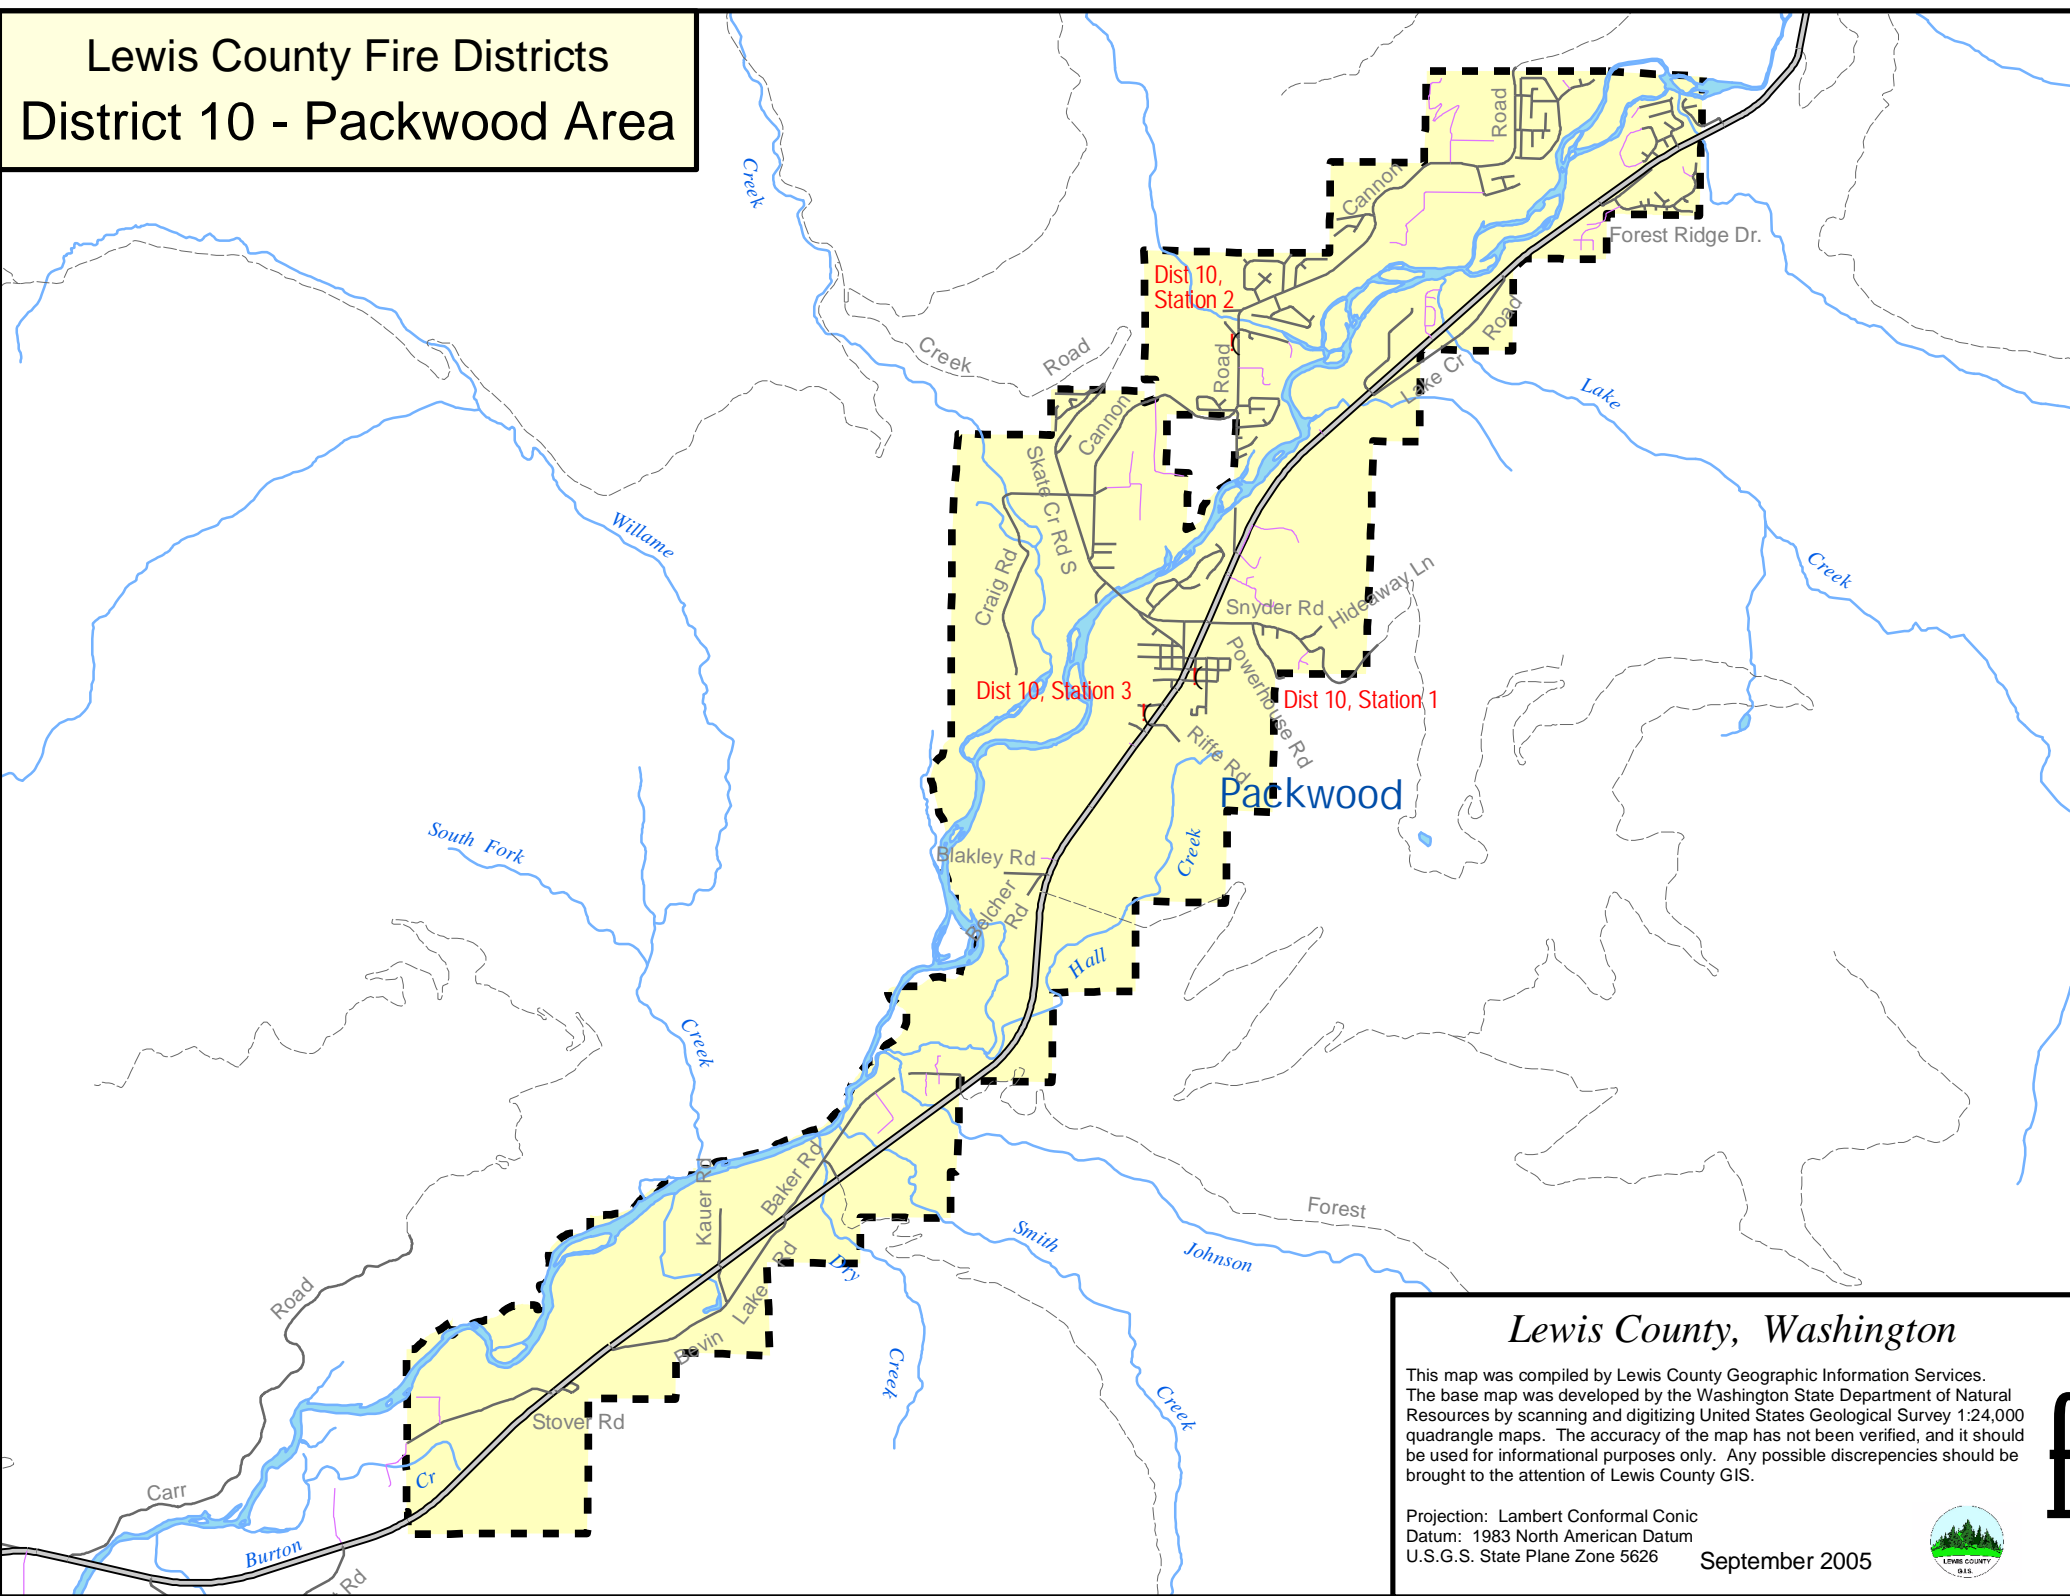 Lewis County Fire Districts
District 10 - Packwood Area
Creek
Road
Cannon
Forest Ridge Dr.
Dist 10,
Station 2
Road
Road
Lake Cr
Creek
Road
Cannon
Lake
Creek
Skate Cr Rd S
Craig Rd
Willame
Snyder Rd
Hideaway Ln
Powerhouse Rd
Dist 10, Station 3
Dist 10, Station 1
Riffe Rd
Packwood
South Fork
Creek
Blakley Rd
Belcher
Rd
Hall
Creek
Kauer Rd
Baker Rd
Forest
Smith
Johnson
Dry
Road
Lake
Rd
Bevin
Creek
Creek
Stover Rd
Cr
Carr
Burton
Rd
Lewis County, Washington
This map was compiled by Lewis County Geographic Information Services.
The base map was developed by the Washington State Department of Natural
Resources by scanning and digitizing United States Geological Survey 1:24,000
quadrangle maps. The accuracy of the map has not been verified, and it should
be used for informational purposes only. Any possible discrepencies should be
brought to the attention of Lewis County GIS.
Projection: Lambert Conformal Conic
Datum: 1983 North American Datum
U.S.G.S. State Plane Zone 5626
September 2005
LEWIS COUNTY
G.I.S.
f